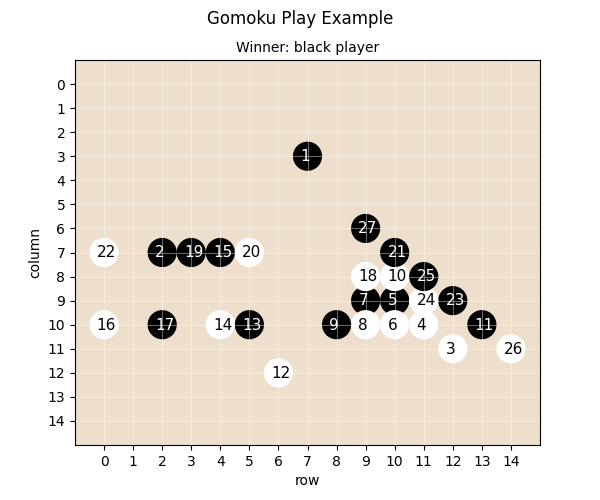 Gomoku Play Example
Winner: black player
0
1
2
3 1
4
5
6 27
7 22 2 19 15 20 21
8 18 10 25
9 7 5 24 23
10 16 17 14 13 9 8 6 4 11
11 3 26
12 12
13
14
0 1 2 3 4 5 6 7 8 9 10 11 12 13 14
column
row